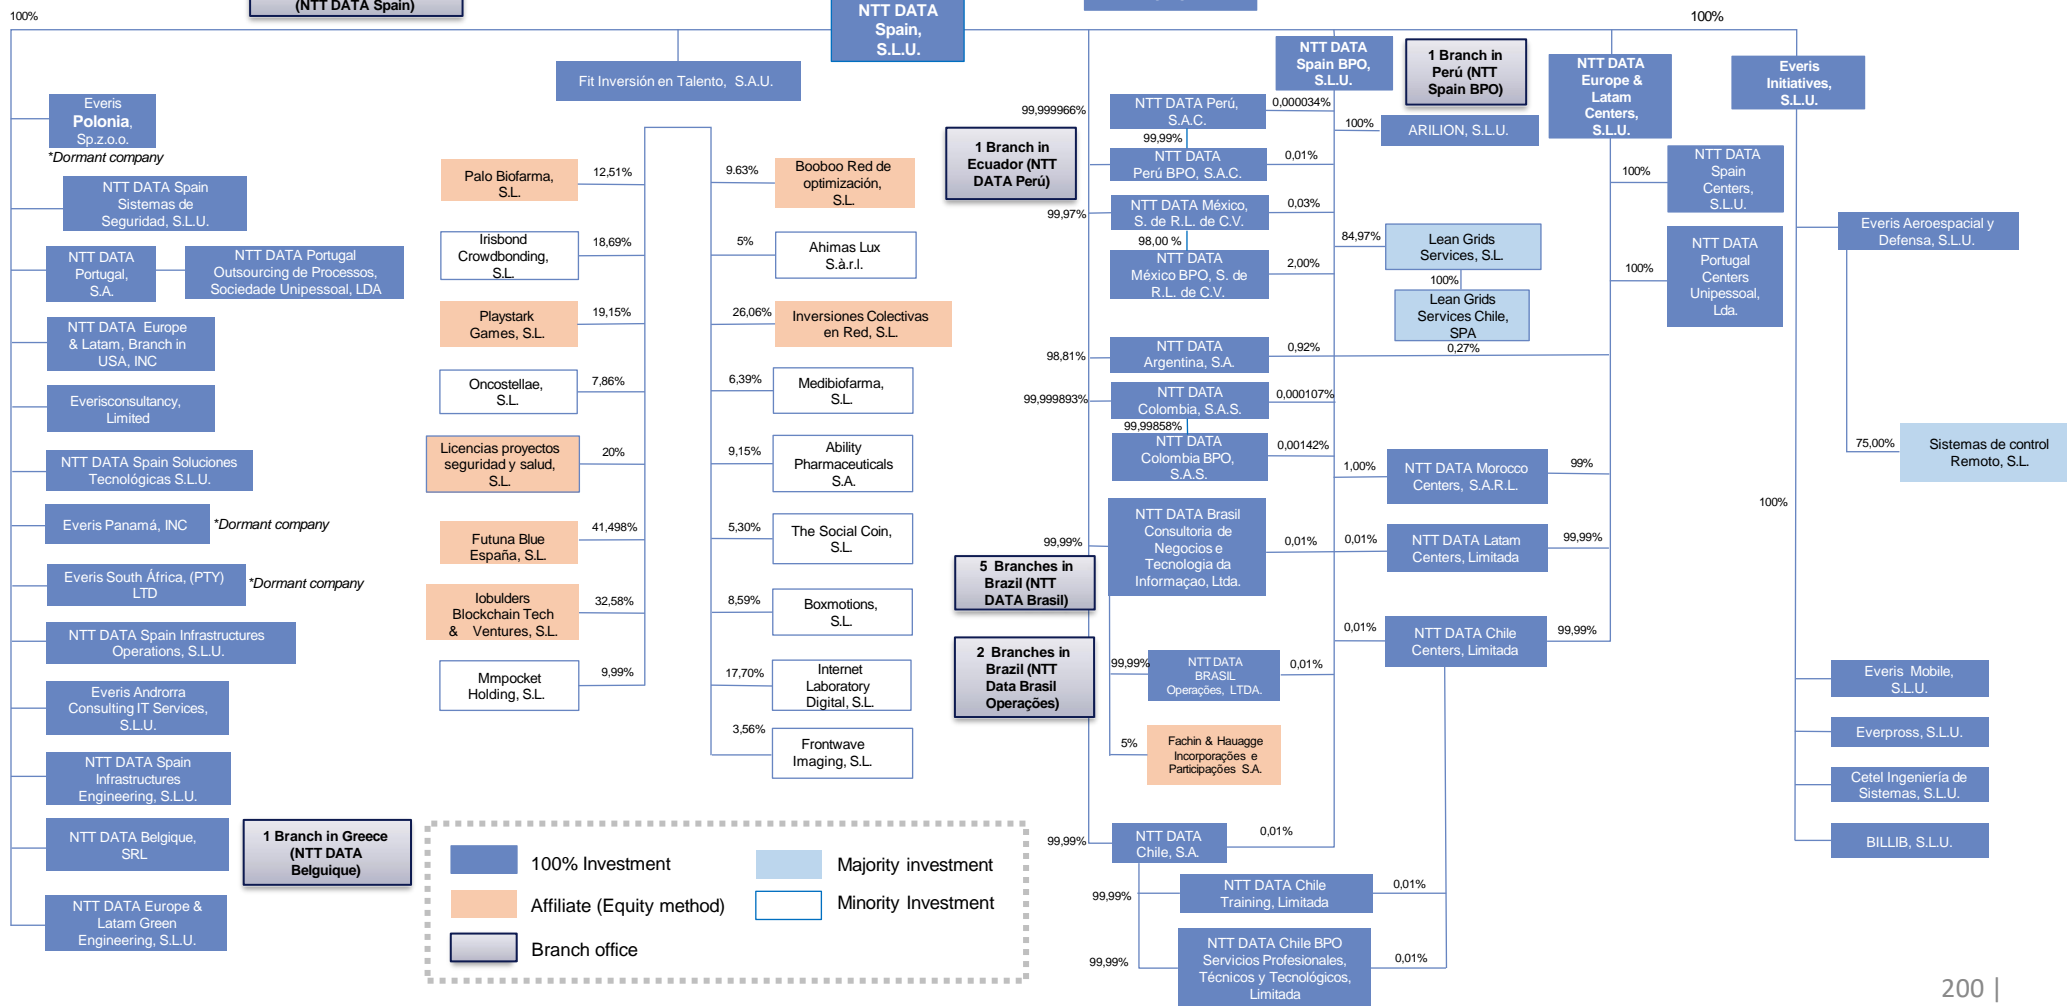 (NTT DATA Spain)
NTT DATA
Spain,
S.L.U.
100%
100%
Fit Inversión en Talento, S.A.U.
Everis
Polonia,
Sp.z.o.o.
*Dormant company
NTT DATA Spain
Sistemas de
Seguridad, S.L.U.
NTT DATA
Portugal,
S.A.
NTT DATA Portugal
Outsourcing de Processos,
Sociedade Unipessoal, LDA
NTT DATA Europe
& Latam, Branch in
USA, INC
Everisconsultancy,
Limited
NTT DATA Spain Soluciones
Tecnológicas S.L.U.
Everis Panamá, INC
*Dormant company
Everis South África, (PTY)
LTD
*Dormant company
NTT DATA Spain Infrastructures
Operations, S.L.U.
Everis Androrra
Consulting IT Services,
S.L.U.
NTT DATA Spain
Infrastructures
Engineering, S.L.U.
NTT DATA Belgique,
SRL
1 Branch in Greece
(NTT DATA
Belguique)
NTT DATA Europe &
Latam Green
Engineering, S.L.U.
Palo Biofarma,
S.L.
12,51%
Irisbond
Crowdbonding,
S.L.
18,69%
Playstark
Games, S.L.
19,15%
Oncostellae,
S.L.
7,86%
Licencias proyectos
seguridad y salud,
S.L.
20%
Futuna Blue
España, S.L.
41,498%
Iobulders
Blockchain Tech
& Ventures, S.L.
32,58%
Mmpocket
Holding, S.L.
9,99%
9.63%
Booboo Red de
optimización,
S.L.
5%
Ahimas Lux
S.à.r.l.
26,06%
Inversiones Colectivas
en Red, S.L.
6,39%
Medibiofarma,
S.L.
9,15%
Ability
Pharmaceuticals
S.A.
5,30%
The Social Coin,
S.L.
8,59%
Boxmotions,
S.L.
17,70%
Internet
Laboratory
Digital, S.L.
3,56%
Frontwave
Imaging, S.L.
100% Investment
Majority investment
Affiliate (Equity method)
Minority Investment
Branch office
NTT DATA
Spain BPO,
S.L.U.
1 Branch in
Perú (NTT
Spain BPO)
NTT DATA
Europe &
Latam
Centers,
S.L.U.
Everis
Initiatives,
S.L.U.
99,999966%
NTT DATA Perú,
S.A.C.
0,000034%
100%
ARILION, S.L.U.
99,99%
1 Branch in
Ecuador (NTT
DATA Perú)
NTT DATA
Perú BPO, S.A.C.
0,01%
99,97%
NTT DATA México,
S. de R.L. de C.V.
0,03%
98,00 %
NTT DATA
México BPO, S. de
R.L. de C.V.
2,00%
84,97%
Lean Grids
Services, S.L.
100%
Lean Grids
Services Chile,
SPA
98,81%
NTT DATA
Argentina, S.A.
0,92%
0,27%
99,999893%
NTT DATA
Colombia, S.A.S.
0,000107%
99,99858%
NTT DATA
Colombia BPO,
S.A.S.
0,00142%
1,00%
NTT DATA Morocco
Centers, S.A.R.L.
99%
99,99%
NTT DATA Brasil
Consultoria de
Negocios e
Tecnologia da
Informaçao, Ltda.
0,01%
0,01%
NTT DATA Latam
Centers, Limitada
99,99%
5 Branches in
Brazil (NTT
DATA Brasil)
2 Branches in
Brazil (NTT
Data Brasil
Operações)
99,99%
NTT DATA
BRASIL
Operações, LTDA.
0,01%
0,01%
NTT DATA Chile
Centers, Limitada
99,99%
5%
Fachin & Hauagge
Incorporações e
Participações S.A.
99,99%
NTT DATA
Chile, S.A.
0,01%
99,99%
NTT DATA Chile
Training, Limitada
0,01%
99,99%
NTT DATA Chile BPO
Servicios Profesionales,
Técnicos y Tecnológicos,
Limitada
0,01%
100%
NTT DATA
Spain
Centers,
S.L.U.
100%
NTT DATA
Portugal
Centers
Unipessoal,
Lda.
Everis Aeroespacial y
Defensa, S.L.U.
75,00%
Sistemas de control
Remoto, S.L.
100%
Everis Mobile,
S.L.U.
Everpross, S.L.U.
Cetel Ingeniería de
Sistemas, S.L.U.
BILLIB, S.L.U.
200 |